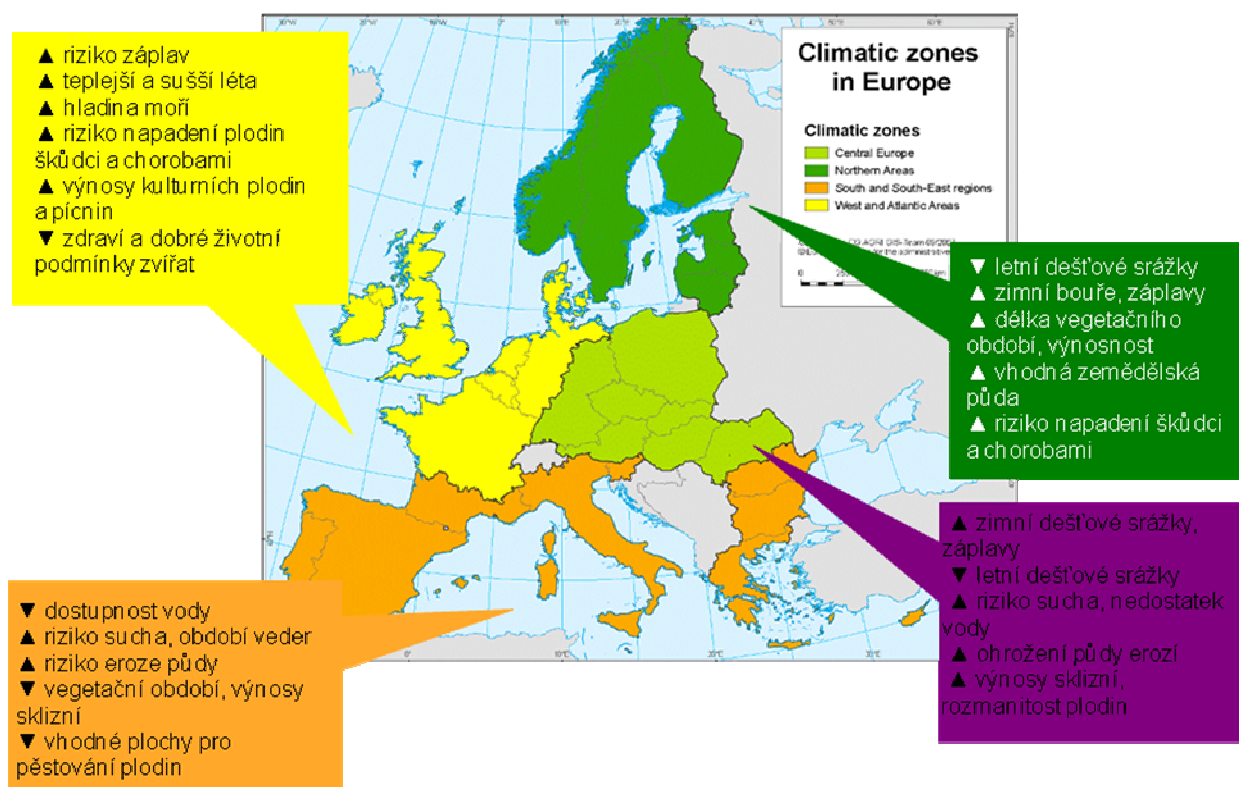 ▲ riziko záplav
▲ teplejší a sušší léta
▲ hladina moří
▲ riziko napadení plodin
škůdci a chorobami
▲ výnosy kulturních plodin
a pícnin
▼ zdraví a dobré životní
podmínky zvířat
Climatic zones
in Europe
Climatic zones
Central Europe
Northern Areas
South and South-East regions
West and Atlantic Areas
▼ letní dešťové srážky
▲ zimní bouře, záplavy
▲ délka vegetačního
období, výnosnost
▲ vhodná zemědělská
půda
▲ riziko napadení škůdci
a chorobami
▲ zimní dešťové srážky,
záplavy
▼ letní dešťové srážky
▲ riziko sucha, nedostatek
vody
▲ ohrožení půdy erozí
▲ výnosy sklizní,
rozmanitost plodin
▼ dostupnost vody
▲ riziko sucha, období veder
▲ riziko eroze půdy
▼ vegetační období, výnosy
sklizní
▼ vhodné plochy pro
pěstování plodin